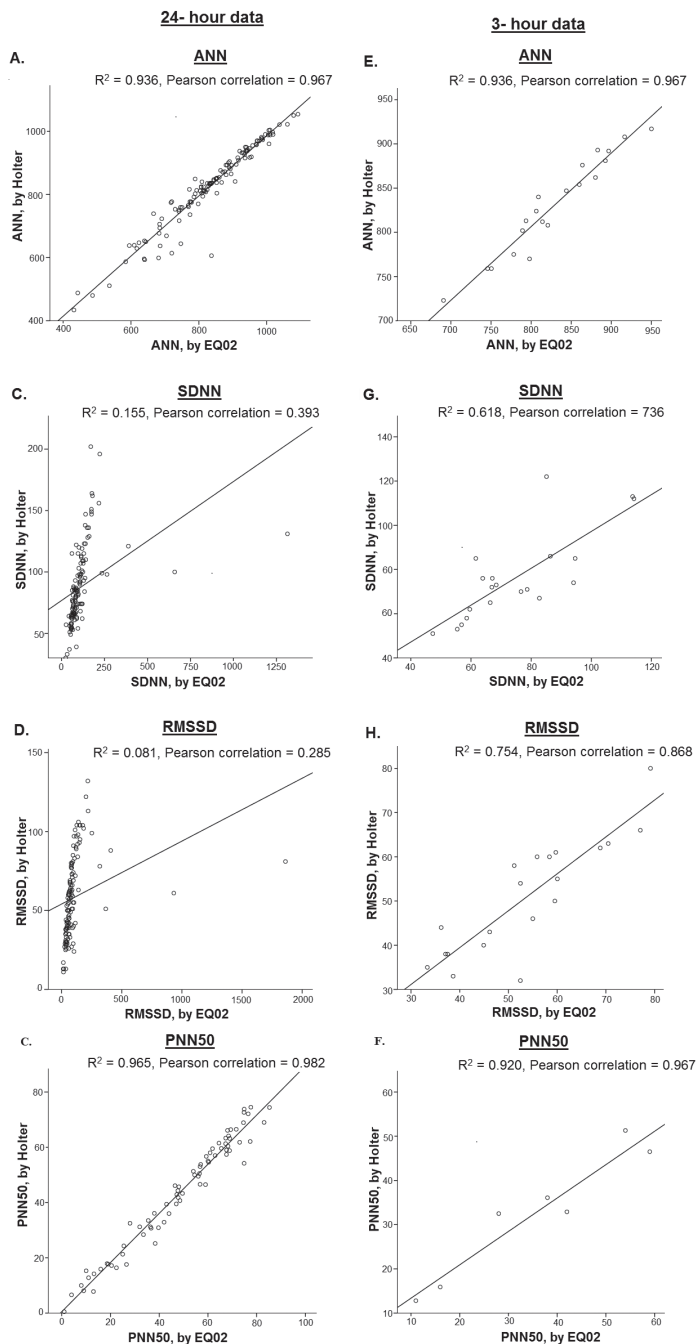 24- hour data
3- hour data
A.
ANN
R² = 0.936, Pearson correlation = 0.967
ANN, by Holter
1000
800
600
400
400 600 800 1000
ANN, by EQ02
E.
ANN
R² = 0.936, Pearson correlation = 0.967
ANN, by Holter
950
900
850
800
750
700
650 700 750 800 850 900 950
ANN, by EQ02
C.
SDNN
R² = 0.155, Pearson correlation = 0.393
SDNN, by Holter
200
150
100
50
0 250 500 750 1000 1250
SDNN, by EQ02
G.
SDNN
R² = 0.618, Pearson correlation = 736
SDNN, by Holter
140
120
100
80
60
40
40 60 80 100 120
SDNN, by EQ02
D.
RMSSD
R² = 0.081, Pearson correlation = 0.285
RMSSD, by Holter
150
100
50
0
0 500 1000 1500 2000
RMSSD, by EQ02
H.
RMSSD
R² = 0.754, Pearson correlation = 0.868
RMSSD, by Holter
80
70
60
50
40
30
30 40 50 60 70 80
RMSSD, by EQ02
C.
PNN50
R² = 0.965, Pearson correlation = 0.982
PNN50, by Holter
80
60
40
20
0
0 20 40 60 80 100
PNN50, by EQ02
F.
PNN50
R² = 0.920, Pearson correlation = 0.967
PNN50, by Holter
60
50
40
30
20
10
10 20 30 40 50 60
PNN50, by EQ02